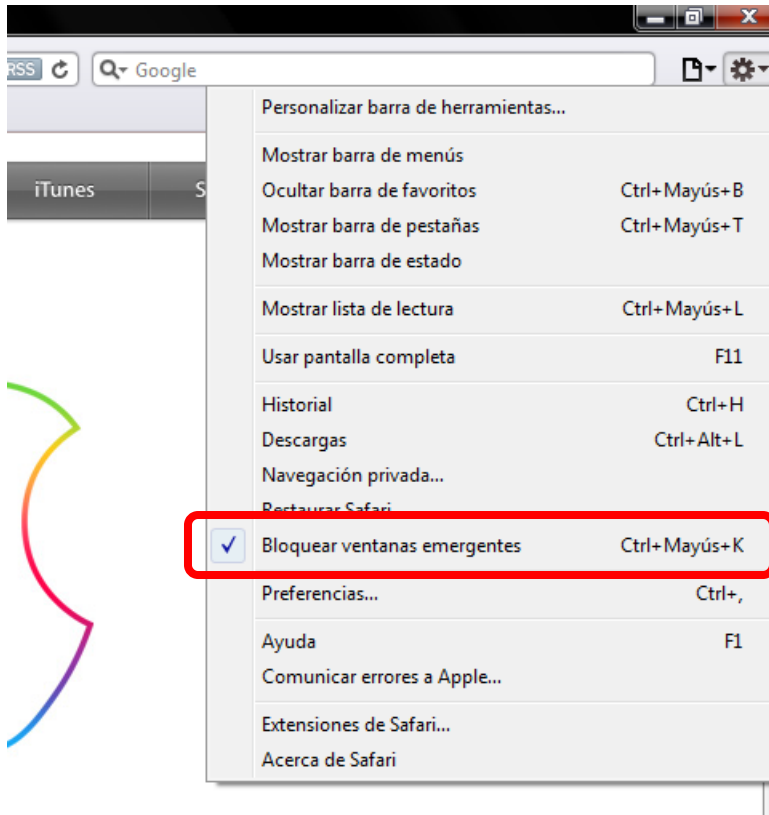 RSS
Google
iTunes
S
Personalizar barra de herramientas...
Mostrar barra de menús
Ocultar barra de favoritos Ctrl+Mayús+B
Mostrar barra de pestañas Ctrl+Mayús+T
Mostrar barra de estado
Mostrar lista de lectura Ctrl+Mayús+L
Usar pantalla completa F11
Historial Ctrl+H
Descargas Ctrl+Alt+L
Navegación privada...
Restaurar Safari
Bloquear ventanas emergentes Ctrl+Mayús+K
Preferencias... Ctrl+,
Ayuda F1
Comunicar errores a Apple...
Extensiones de Safari...
Acerca de Safari